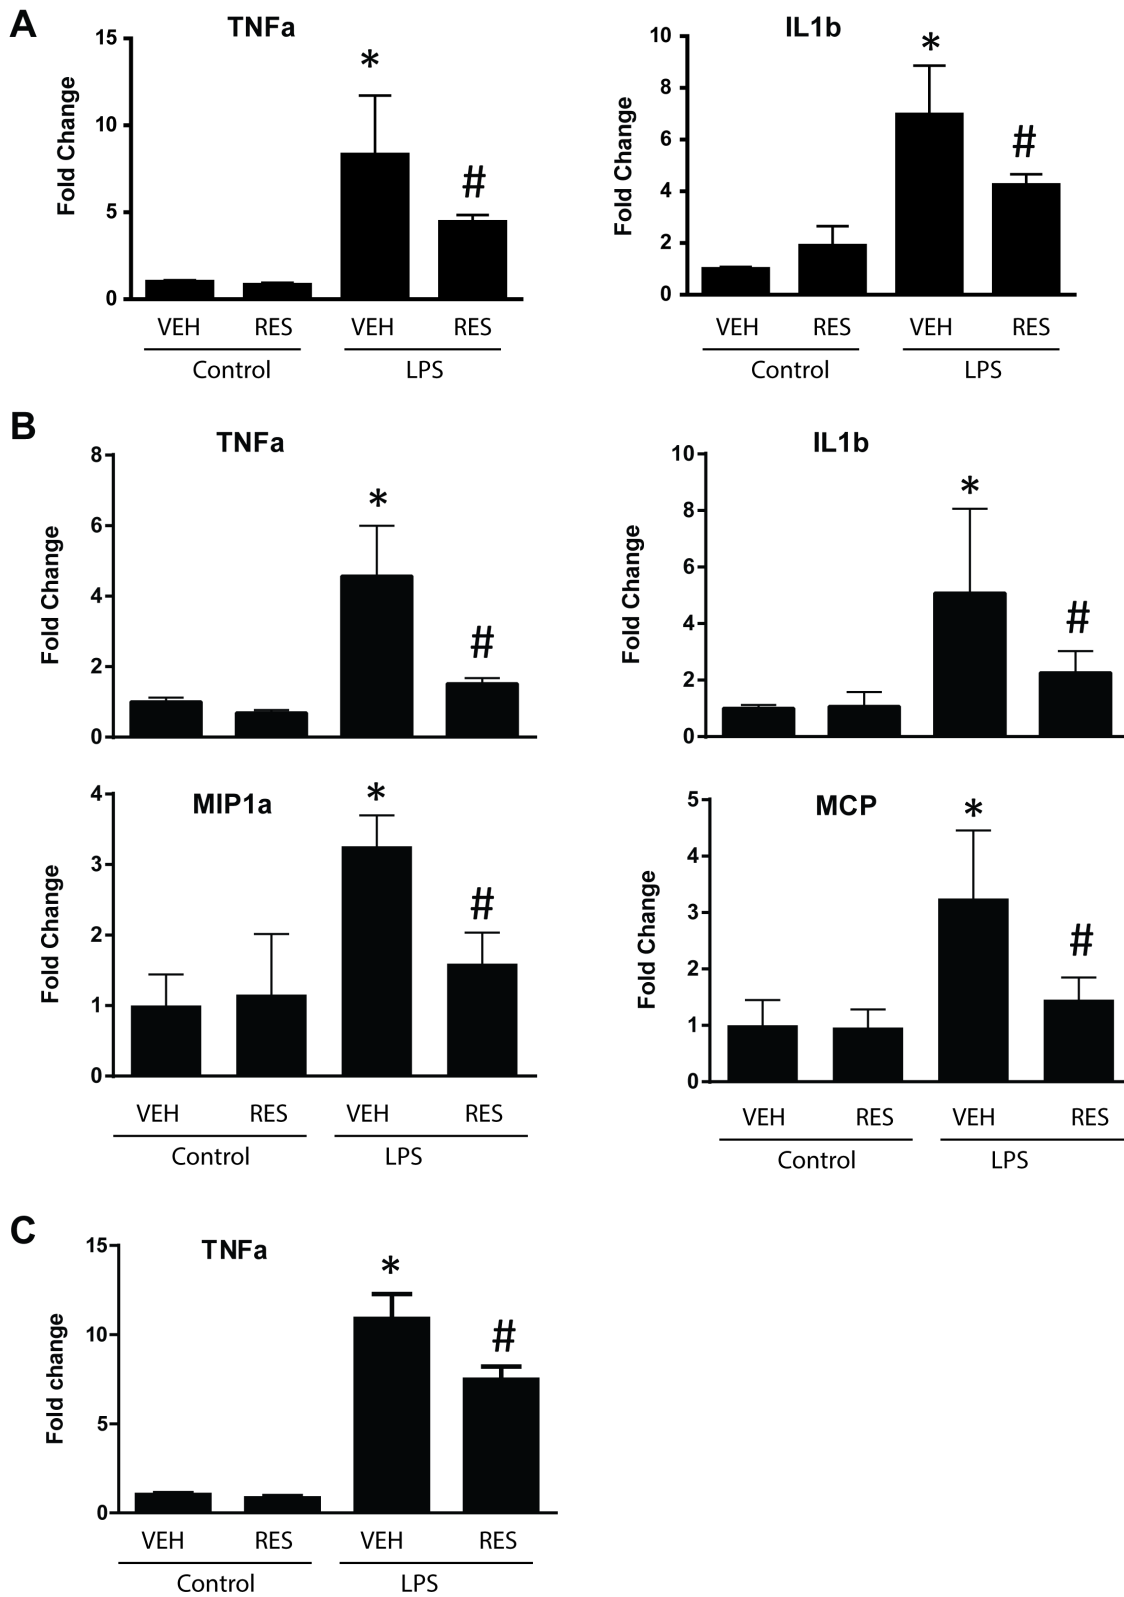 A
TNFa
IL1b
Fold Change
15
10
5
0
*
#
Fold Change
10
8
6
4
2
0
*
#
VEH RES VEH RES
Control LPS
VEH RES VEH RES
Control LPS
B
TNFa
IL1b
Fold Change
8
6
4
2
0
*
#
Fold Change
10
8
6
4
2
0
*
#
MIP1a
MCP
Fold Change
4
3
2
1
0
*
#
Fold Change
5
4
3
2
1
0
*
#
VEH RES VEH RES
Control LPS
VEH RES VEH RES
Control LPS
C
TNFa
Fold change
15
10
5
0
*
#
VEH RES VEH RES
Control LPS